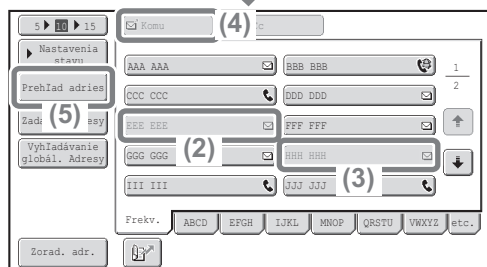 5 10 15
Komu
(4)
Cc
Nastavenia
stavu
AAA AAA
BBB BBB
1
2
Prehľad adries
(5)
CCC CCC
DDD DDD
EEE EEE
(2)
FFF FFF
Vyhľadávanie
globál. Adresy
GGG GGG
HHH HHH
(3)
III III
JJJ JJJ
Frekv. ABCD EFGH IJKL MNOP QRSTU VWXYZ etc.
Zorad. adr.